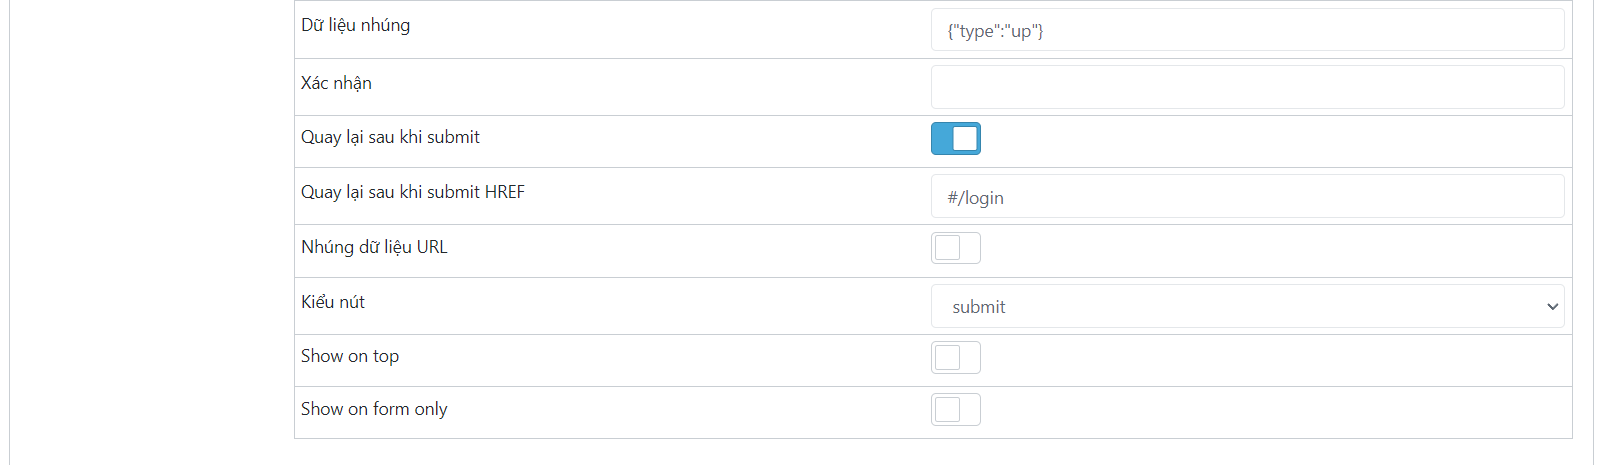 Dữ liệu nhúng
{"type":"up"}
Xác nhận
Quay lại sau khi submit
Quay lại sau khi submit HREF
#/login
Nhúng dữ liệu URL
Kiểu nút
submit
Show on top
Show on form only